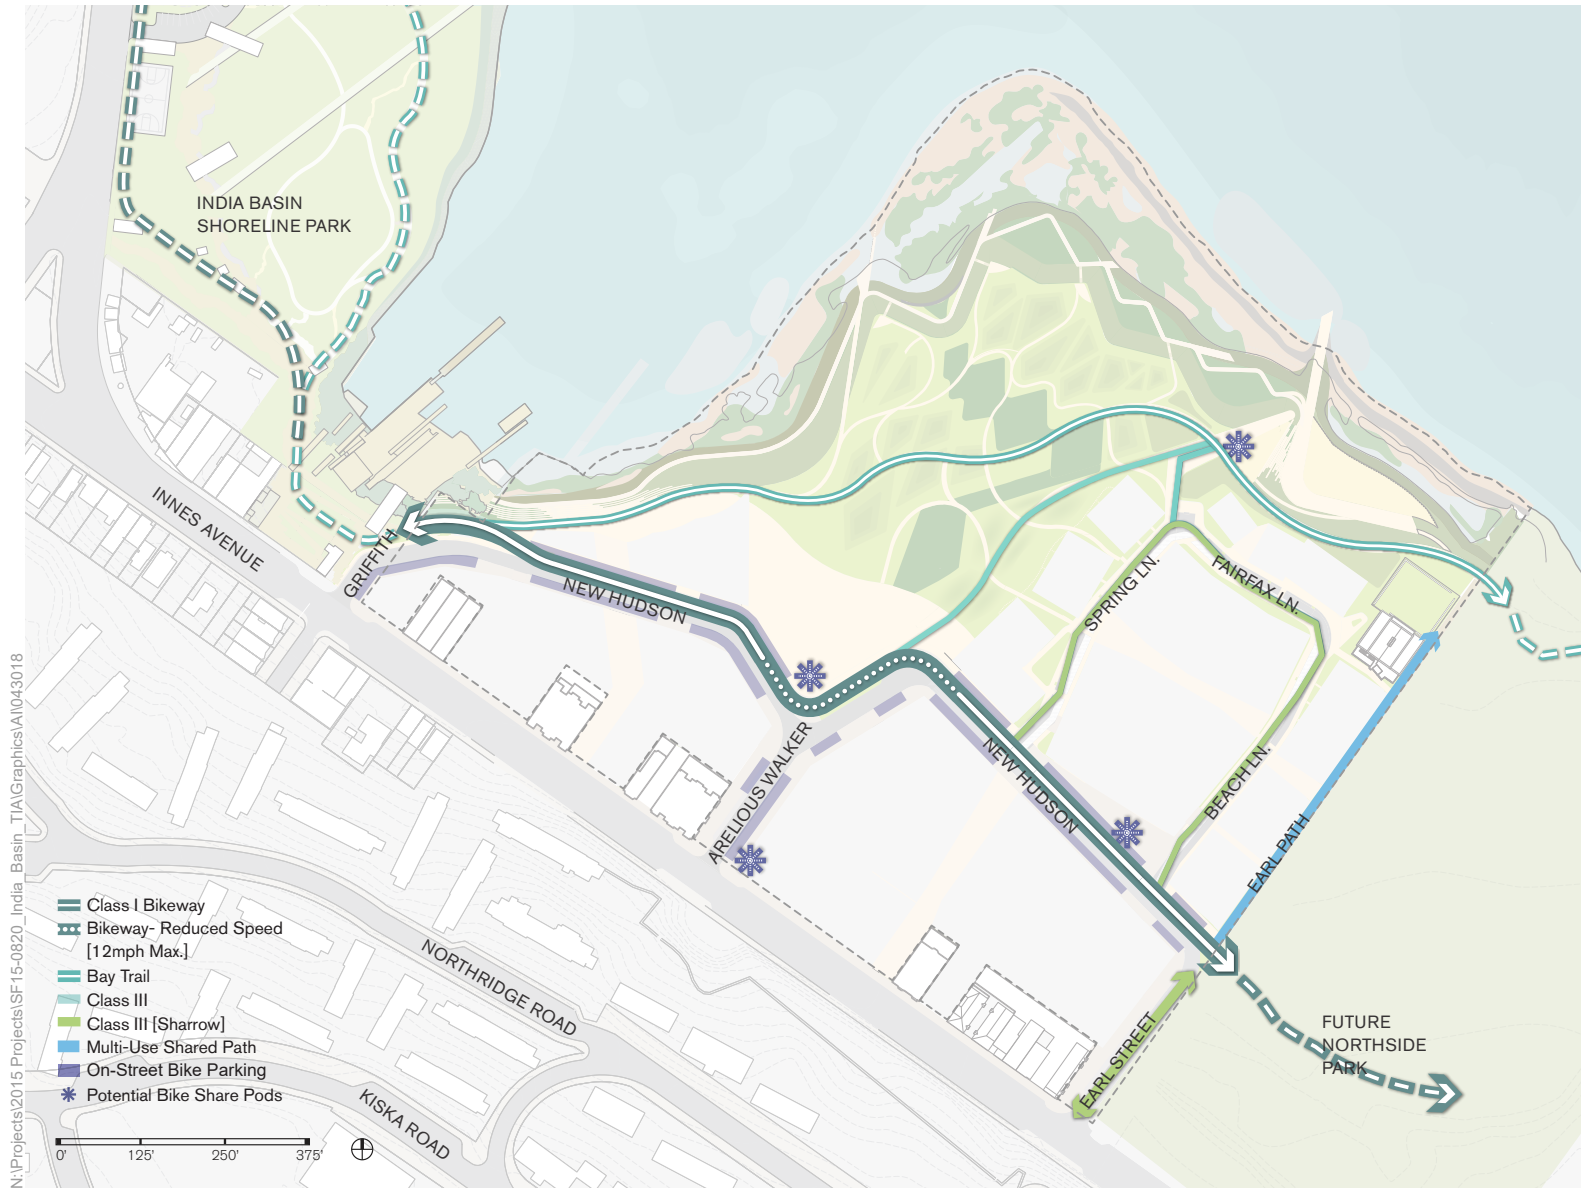 INDIA BASIN
SHORELINE PARK
INNES AVENUE
GRIFFITH
NEW HUDSON
SPRING LN.
FAIRFAX LN.
ARELIOUS WALKER
NEW HUDSON
BEACH LN.
EARL PATH
EARL STREET
FUTURE
NORTHSIDE
PARK
NORTHRIDGE ROAD
KISKA ROAD
Class I Bikeway
Bikeway- Reduced Speed
[12mph Max.]
Bay Trail
Class III
Class III [Sharrow]
Multi-Use Shared Path
On-Street Bike Parking
Potential Bike Share Pods
0' 125' 250' 375'
N:\Projects\2015 Projects\SF15-0820_India_Basin_TIA\Graphics\AI\043018